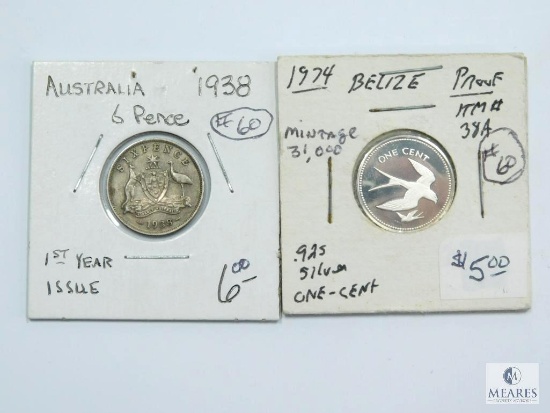 AUSTRALIA 1938
6 Pence
#60
SIXPENCE
1938
1ST YEAR
ISSUE
6.00
1974 BELIZE PROOF
KM#
38A
MINTAGE
31,000
#60
ONE CENT
.925
SILVER
ONE-CENT
$5.00
MEARES